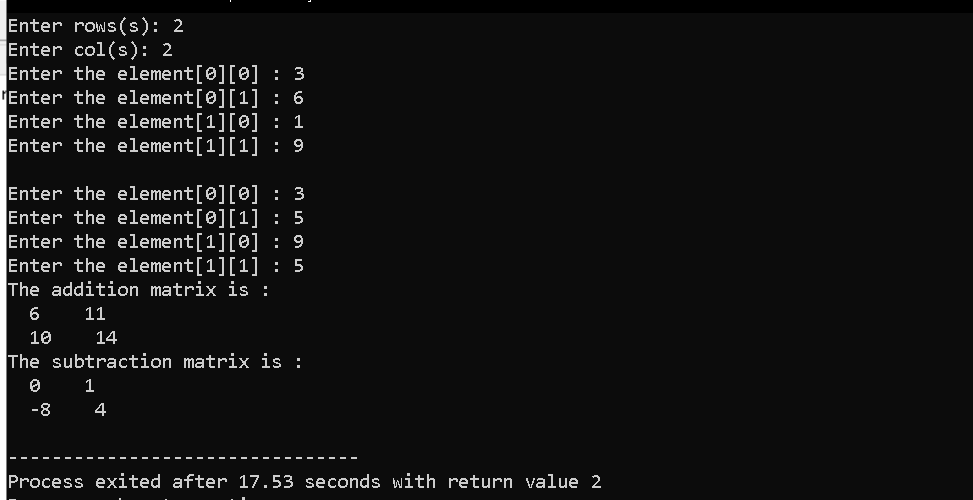 Enter rows(s): 2
Enter col(s): 2
Enter the element[0][0] : 3
Enter the element[0][1] : 6
Enter the element[1][0] : 1
Enter the element[1][1] : 9
Enter the element[0][0] : 3
Enter the element[0][1] : 5
Enter the element[1][0] : 9
Enter the element[1][1] : 5
The addition matrix is :
6 11
10 14
The subtraction matrix is :
0 1
-8 4
--------------------------------
Process exited after 17.53 seconds with return value 2